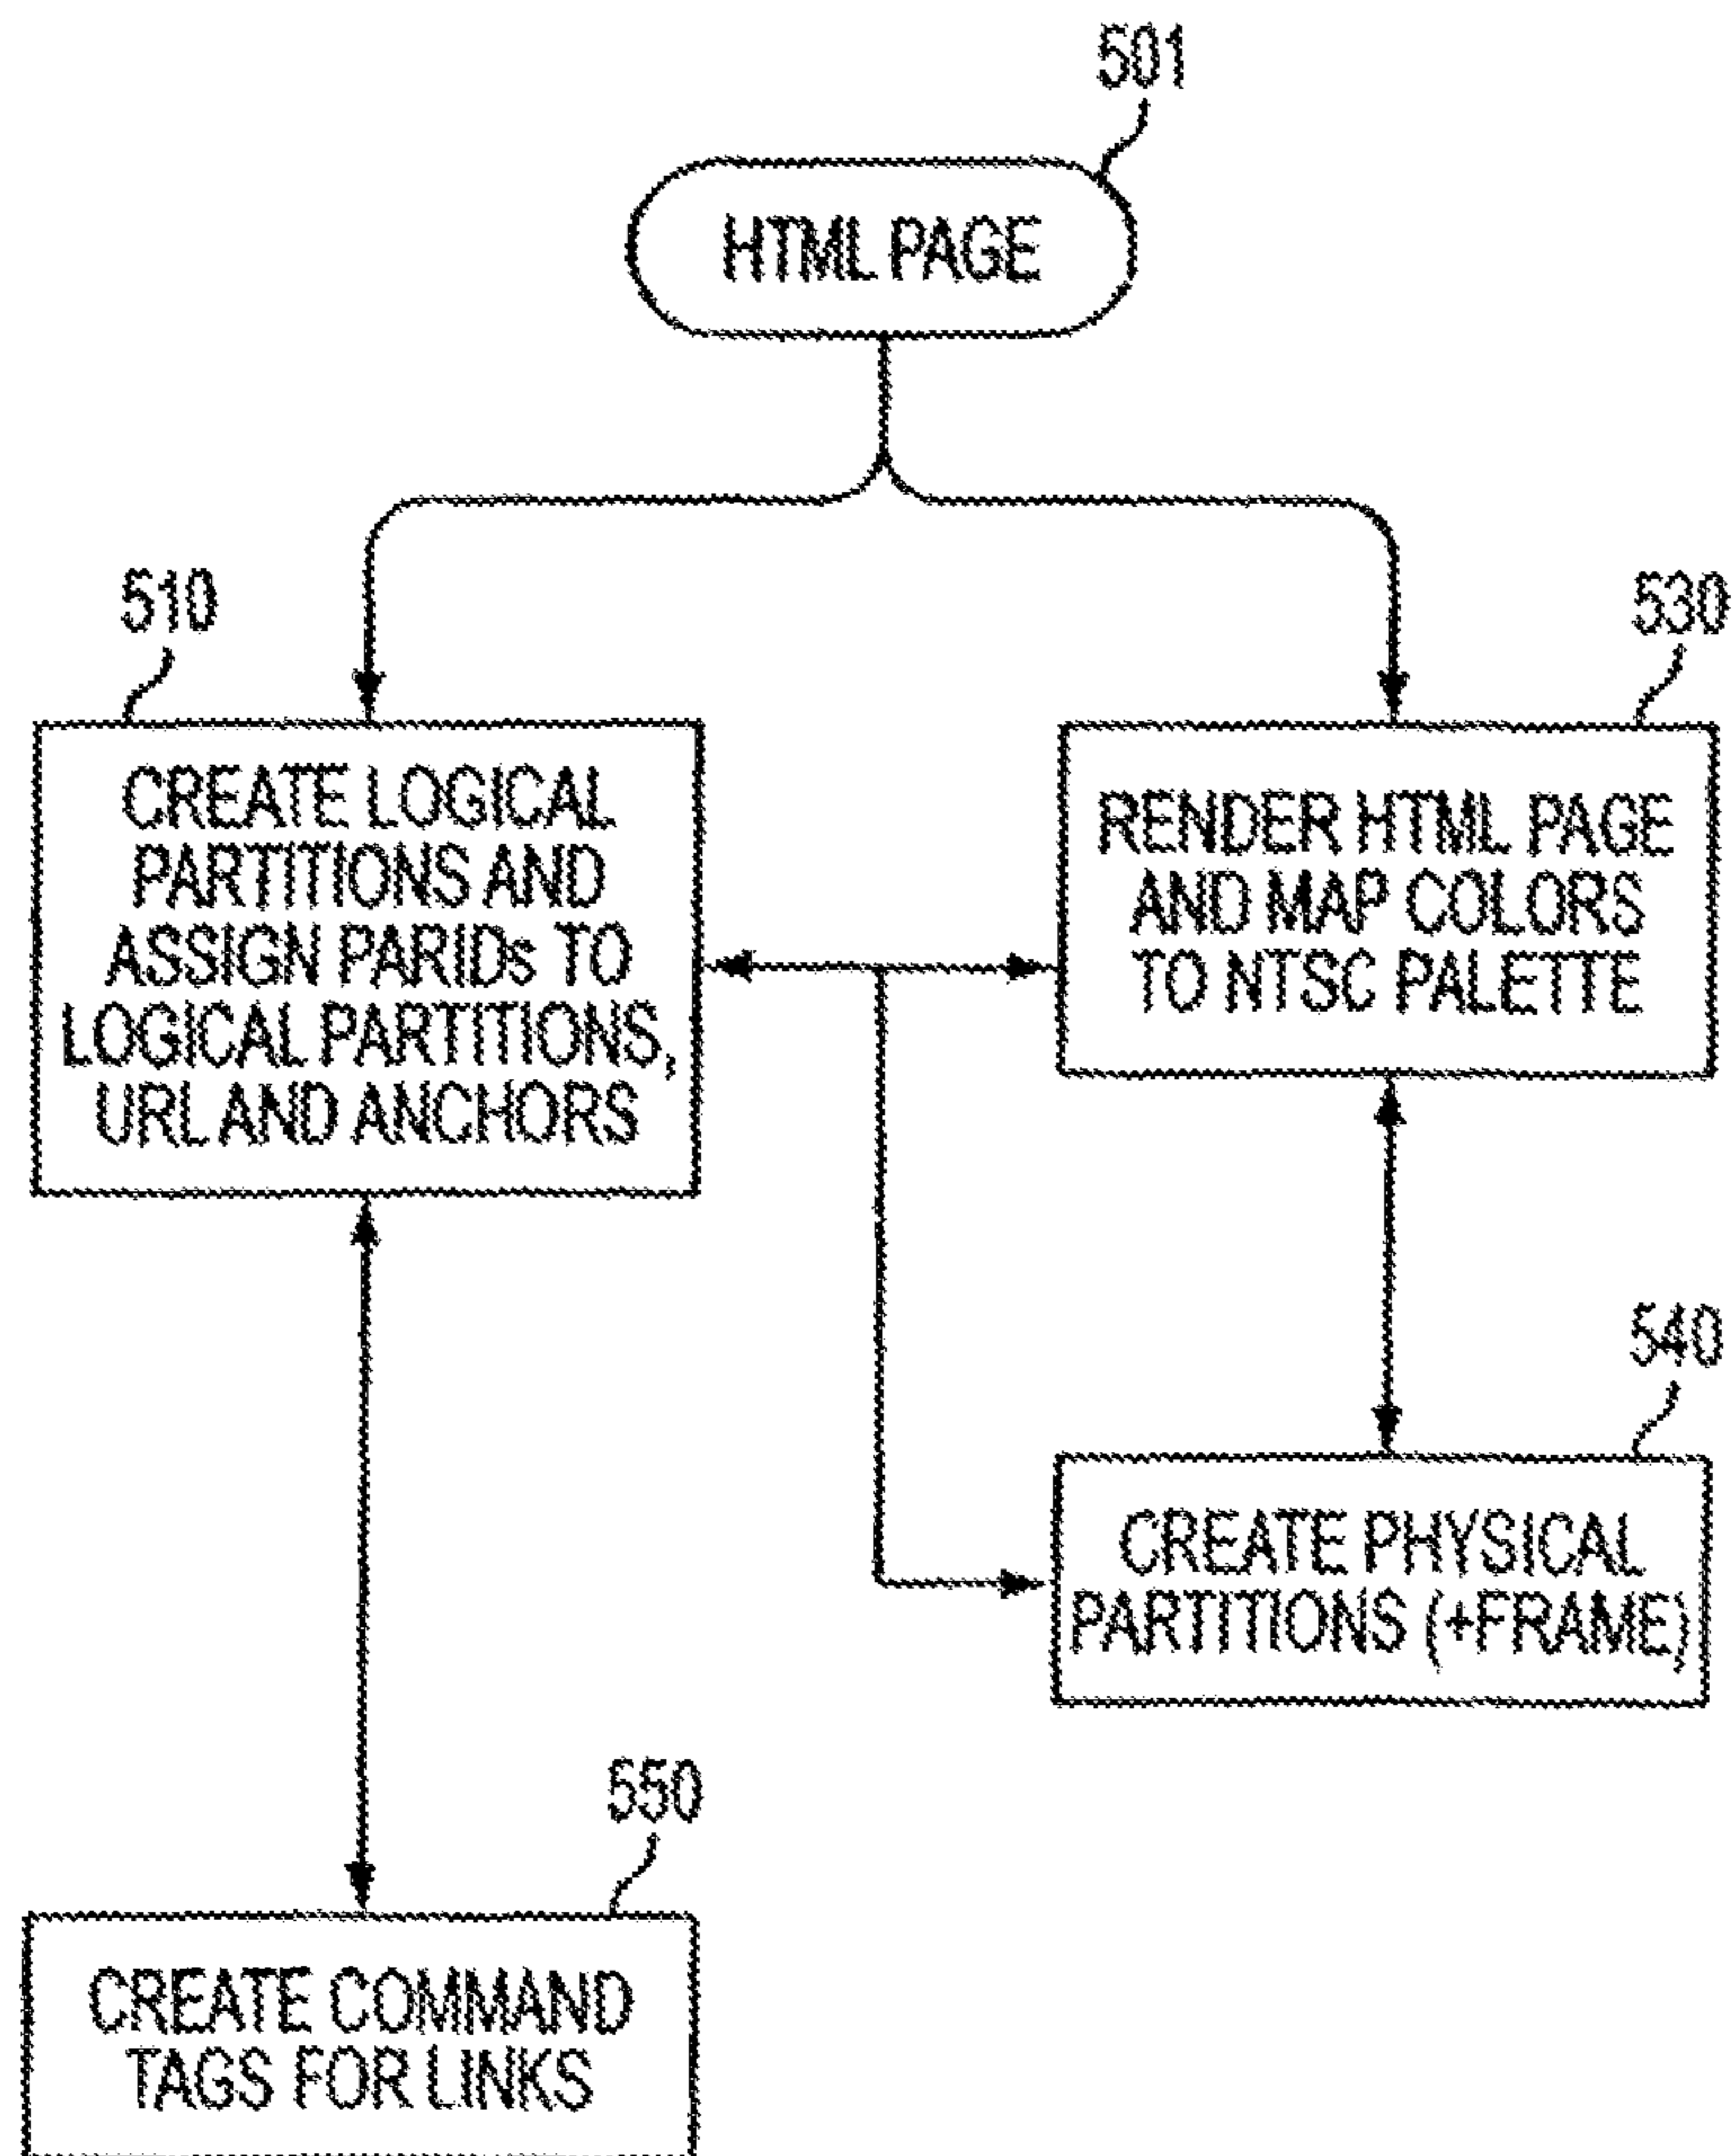 501
HTML PAGE
510
CREATE LOGICAL
PARTITIONS AND
ASSIGN PARIDs TO
LOGICAL PARTITIONS,
URL AND ANCHORS
530
RENDER HTML PAGE
AND MAP COLORS
TO NTSC PALETTE
540
CREATE PHYSICAL
PARTITIONS (+FRAME)
550
CREATE COMMAND
TAGS FOR LINKS